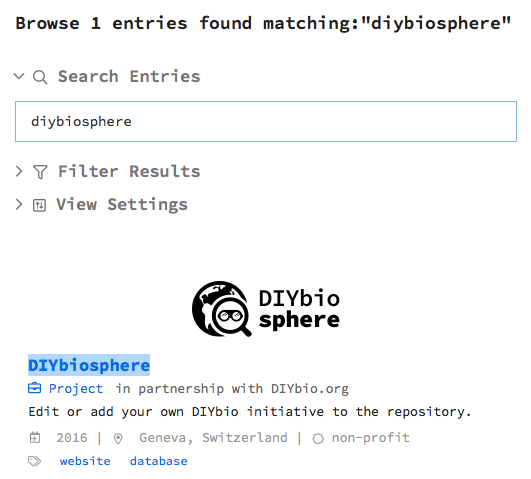 Browse 1 entries found matching:"diybiosphere"
Search Entries
diybiosphere
Filter Results
View Settings
DIYbio
sphere
DIYbiosphere
Project in partnership with DIYbio.org
Edit or add your own DIYbio initiative to the repository.
2016 | Geneva, Switzerland | non-profit
website database